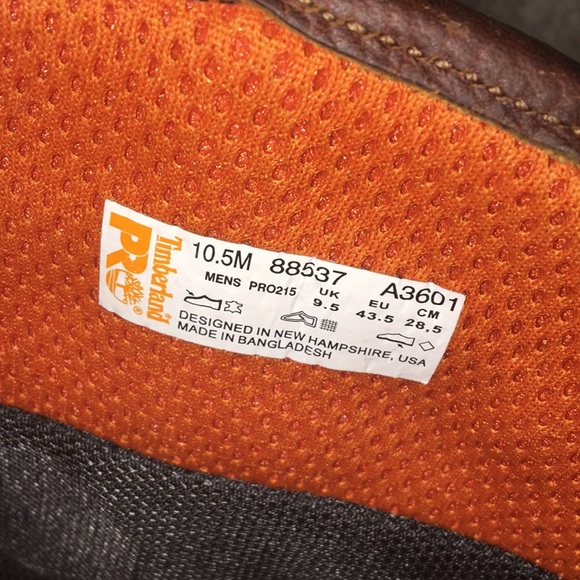 Timberland®
PRO
10.5M 88537 A3601
MENS PRO215 UK EU CM
9.5 43.5 28.5
DESIGNED IN NEW HAMPSHIRE, USA
MADE IN BANGLADESH